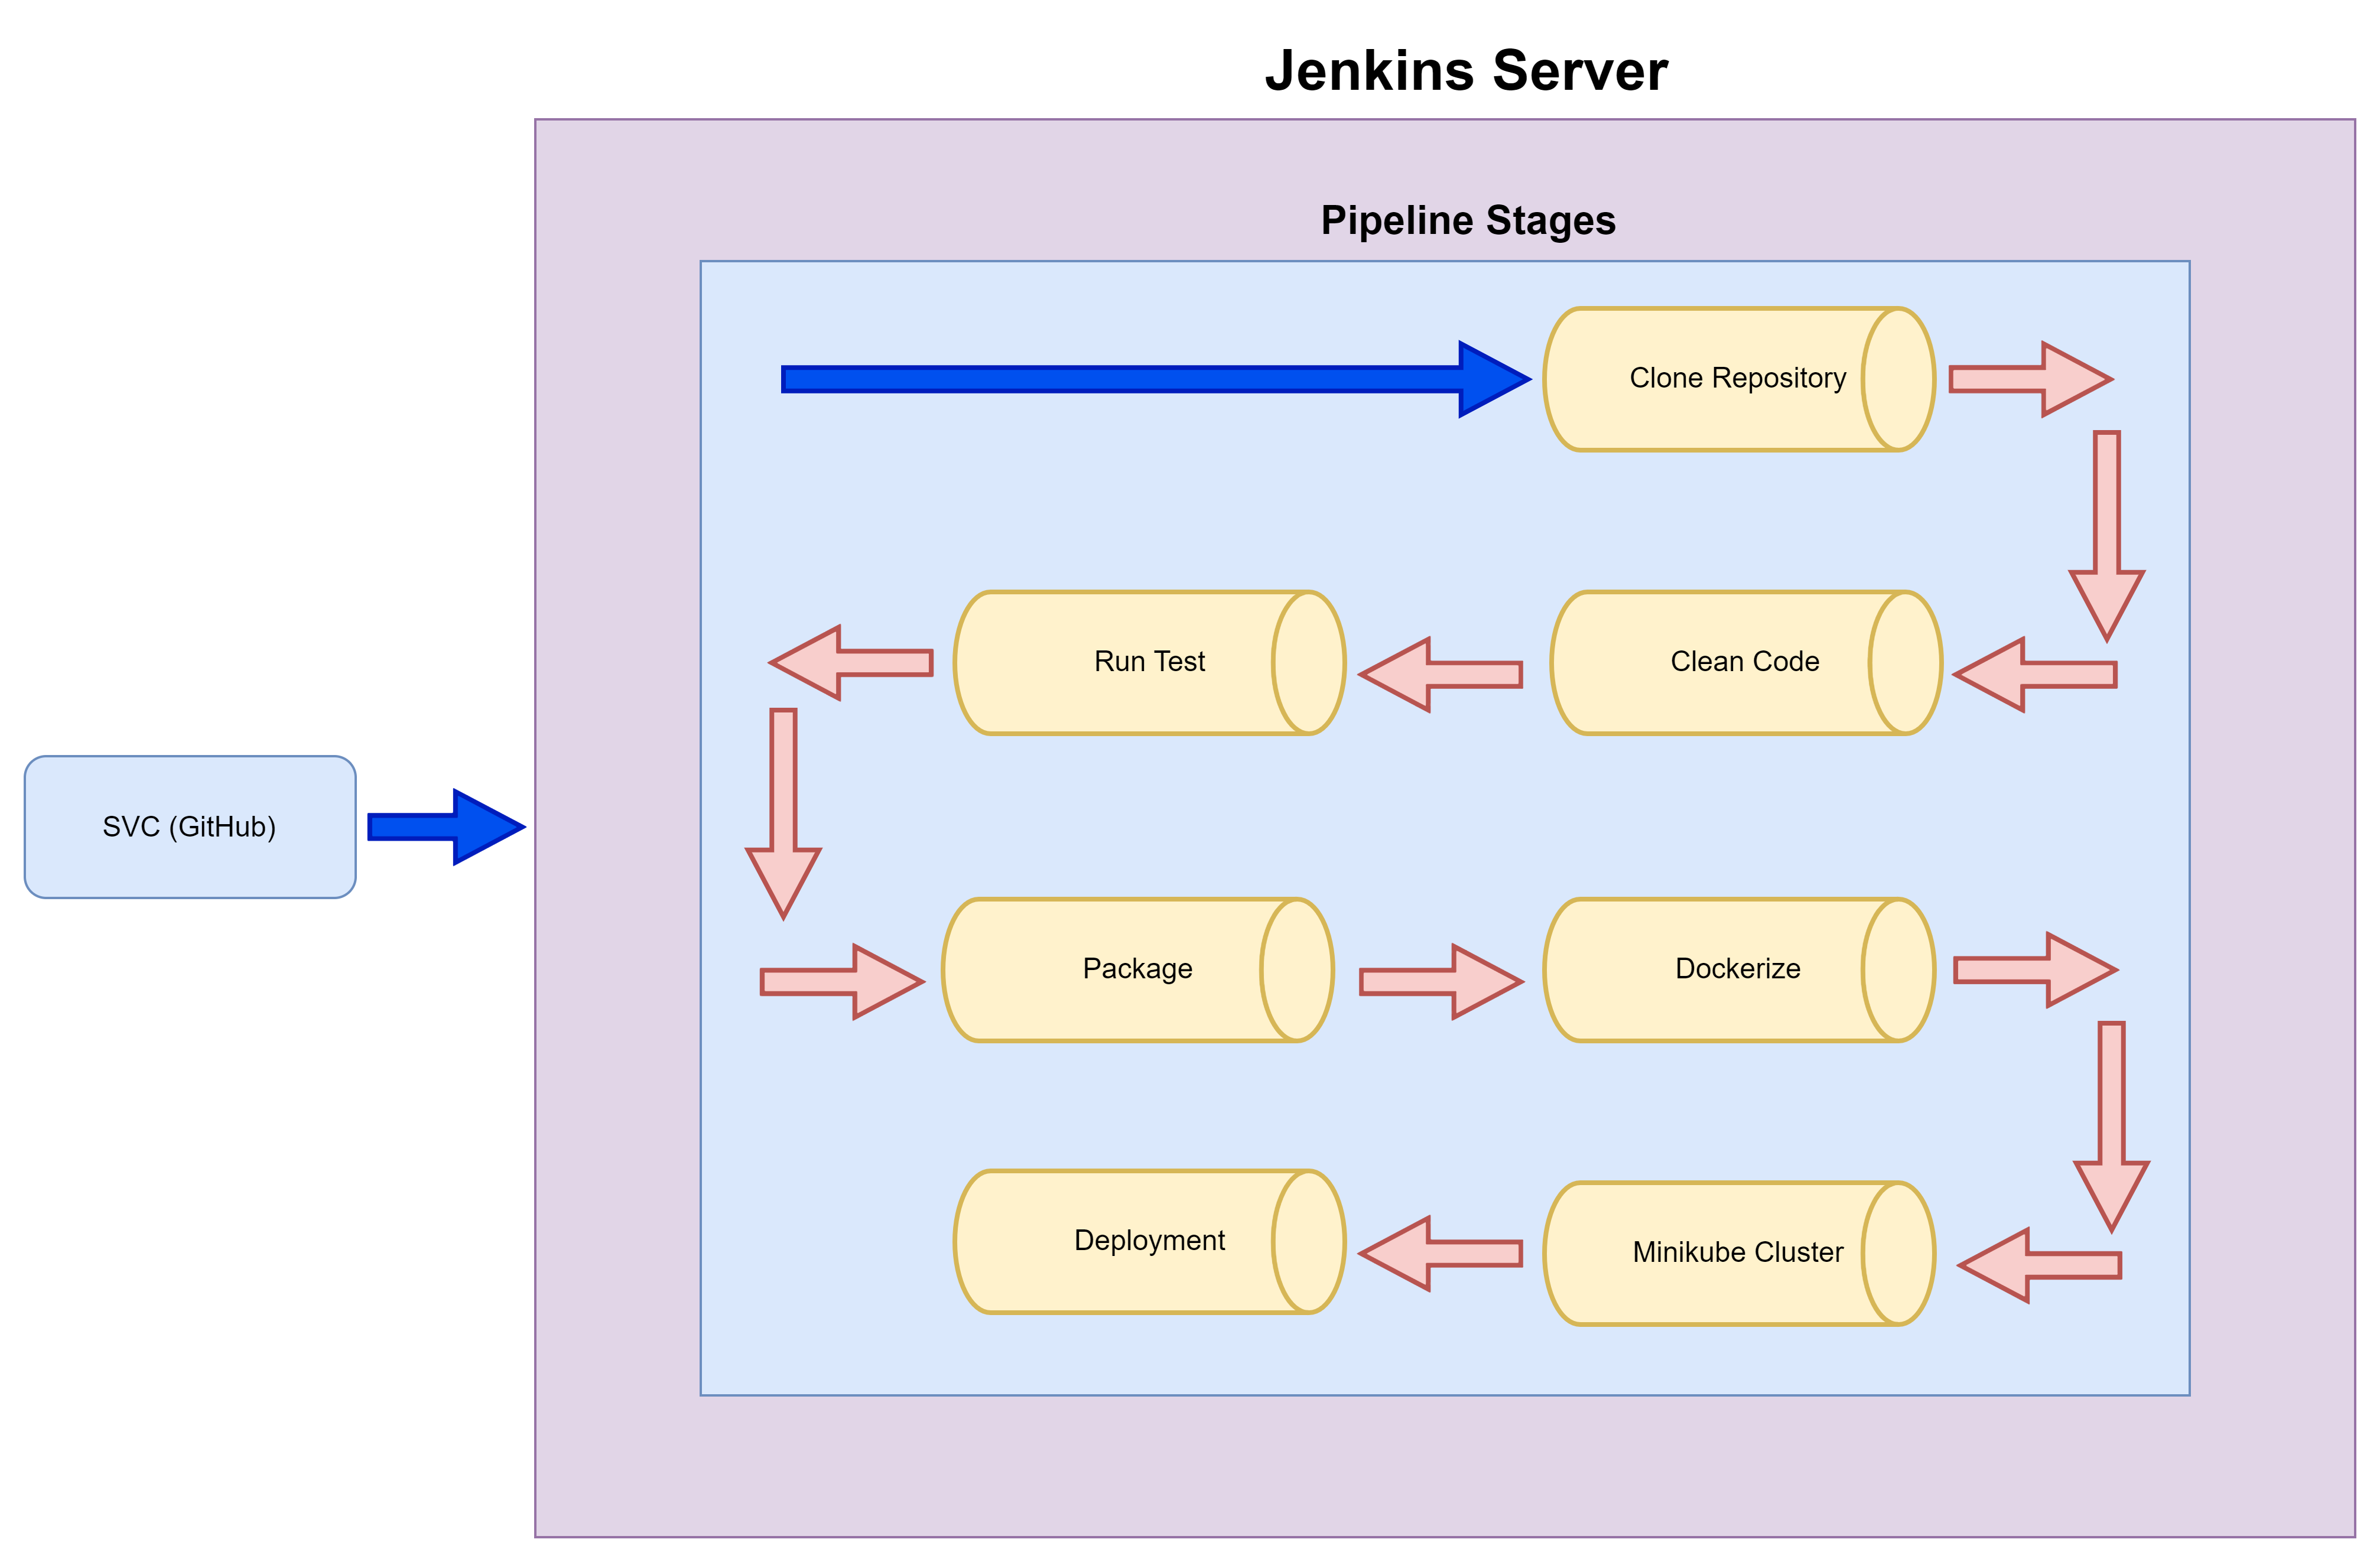 Jenkins Server
Pipeline Stages
Clone Repository
Run Test
Clean Code
SVC (GitHub)
Package
Dockerize
Deployment
Minikube Cluster